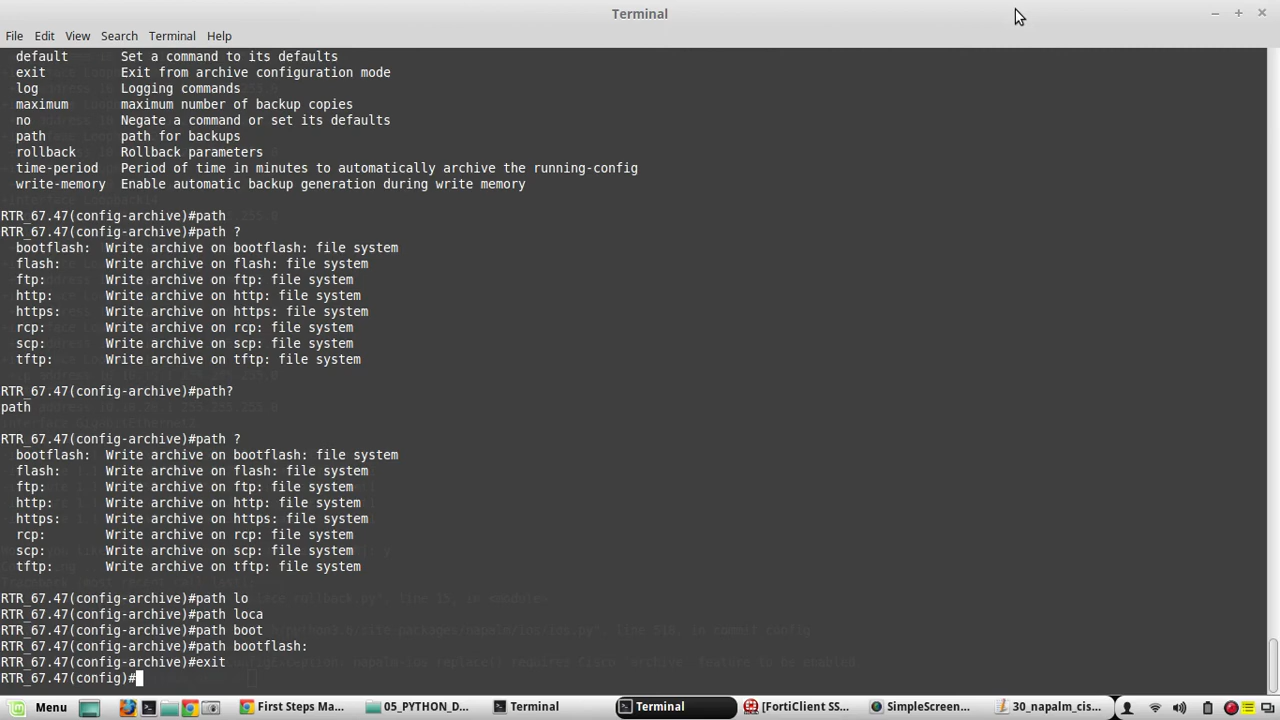 Terminal
File Edit View Search Terminal Help
default Set a command to its defaults
exit Exit from archive configuration mode
log Logging commands
maximum maximum number of backup copies
no Negate a command or set its defaults
path path for backups
rollback Rollback parameters
time-period Period of time in minutes to automatically archive the running-config
write-memory Enable automatic backup generation during write memory
RTR_67.47(config-archive)#path
RTR_67.47(config-archive)#path ?
bootflash: Write archive on bootflash: file system
flash: Write archive on flash: file system
ftp: Write archive on ftp: file system
http: Write archive on http: file system
https: Write archive on https: file system
rcp: Write archive on rcp: file system
scp: Write archive on scp: file system
tftp: Write archive on tftp: file system
RTR_67.47(config-archive)#path?
path
RTR_67.47(config-archive)#path ?
bootflash: Write archive on bootflash: file system
flash: Write archive on flash: file system
ftp: Write archive on ftp: file system
http: Write archive on http: file system
https: Write archive on https: file system
rcp: Write archive on rcp: file system
scp: Write archive on scp: file system
tftp: Write archive on tftp: file system
RTR_67.47(config-archive)#path lo
RTR_67.47(config-archive)#path loca
RTR_67.47(config-archive)#path boot
RTR_67.47(config-archive)#path bootflash:
RTR_67.47(config-archive)#exit
RTR_67.47(config)#
Menu First Steps Ma... 05_PYTHON_D... Terminal Terminal [FortiClient SS... SimpleScreen... 30_napalm_cis...